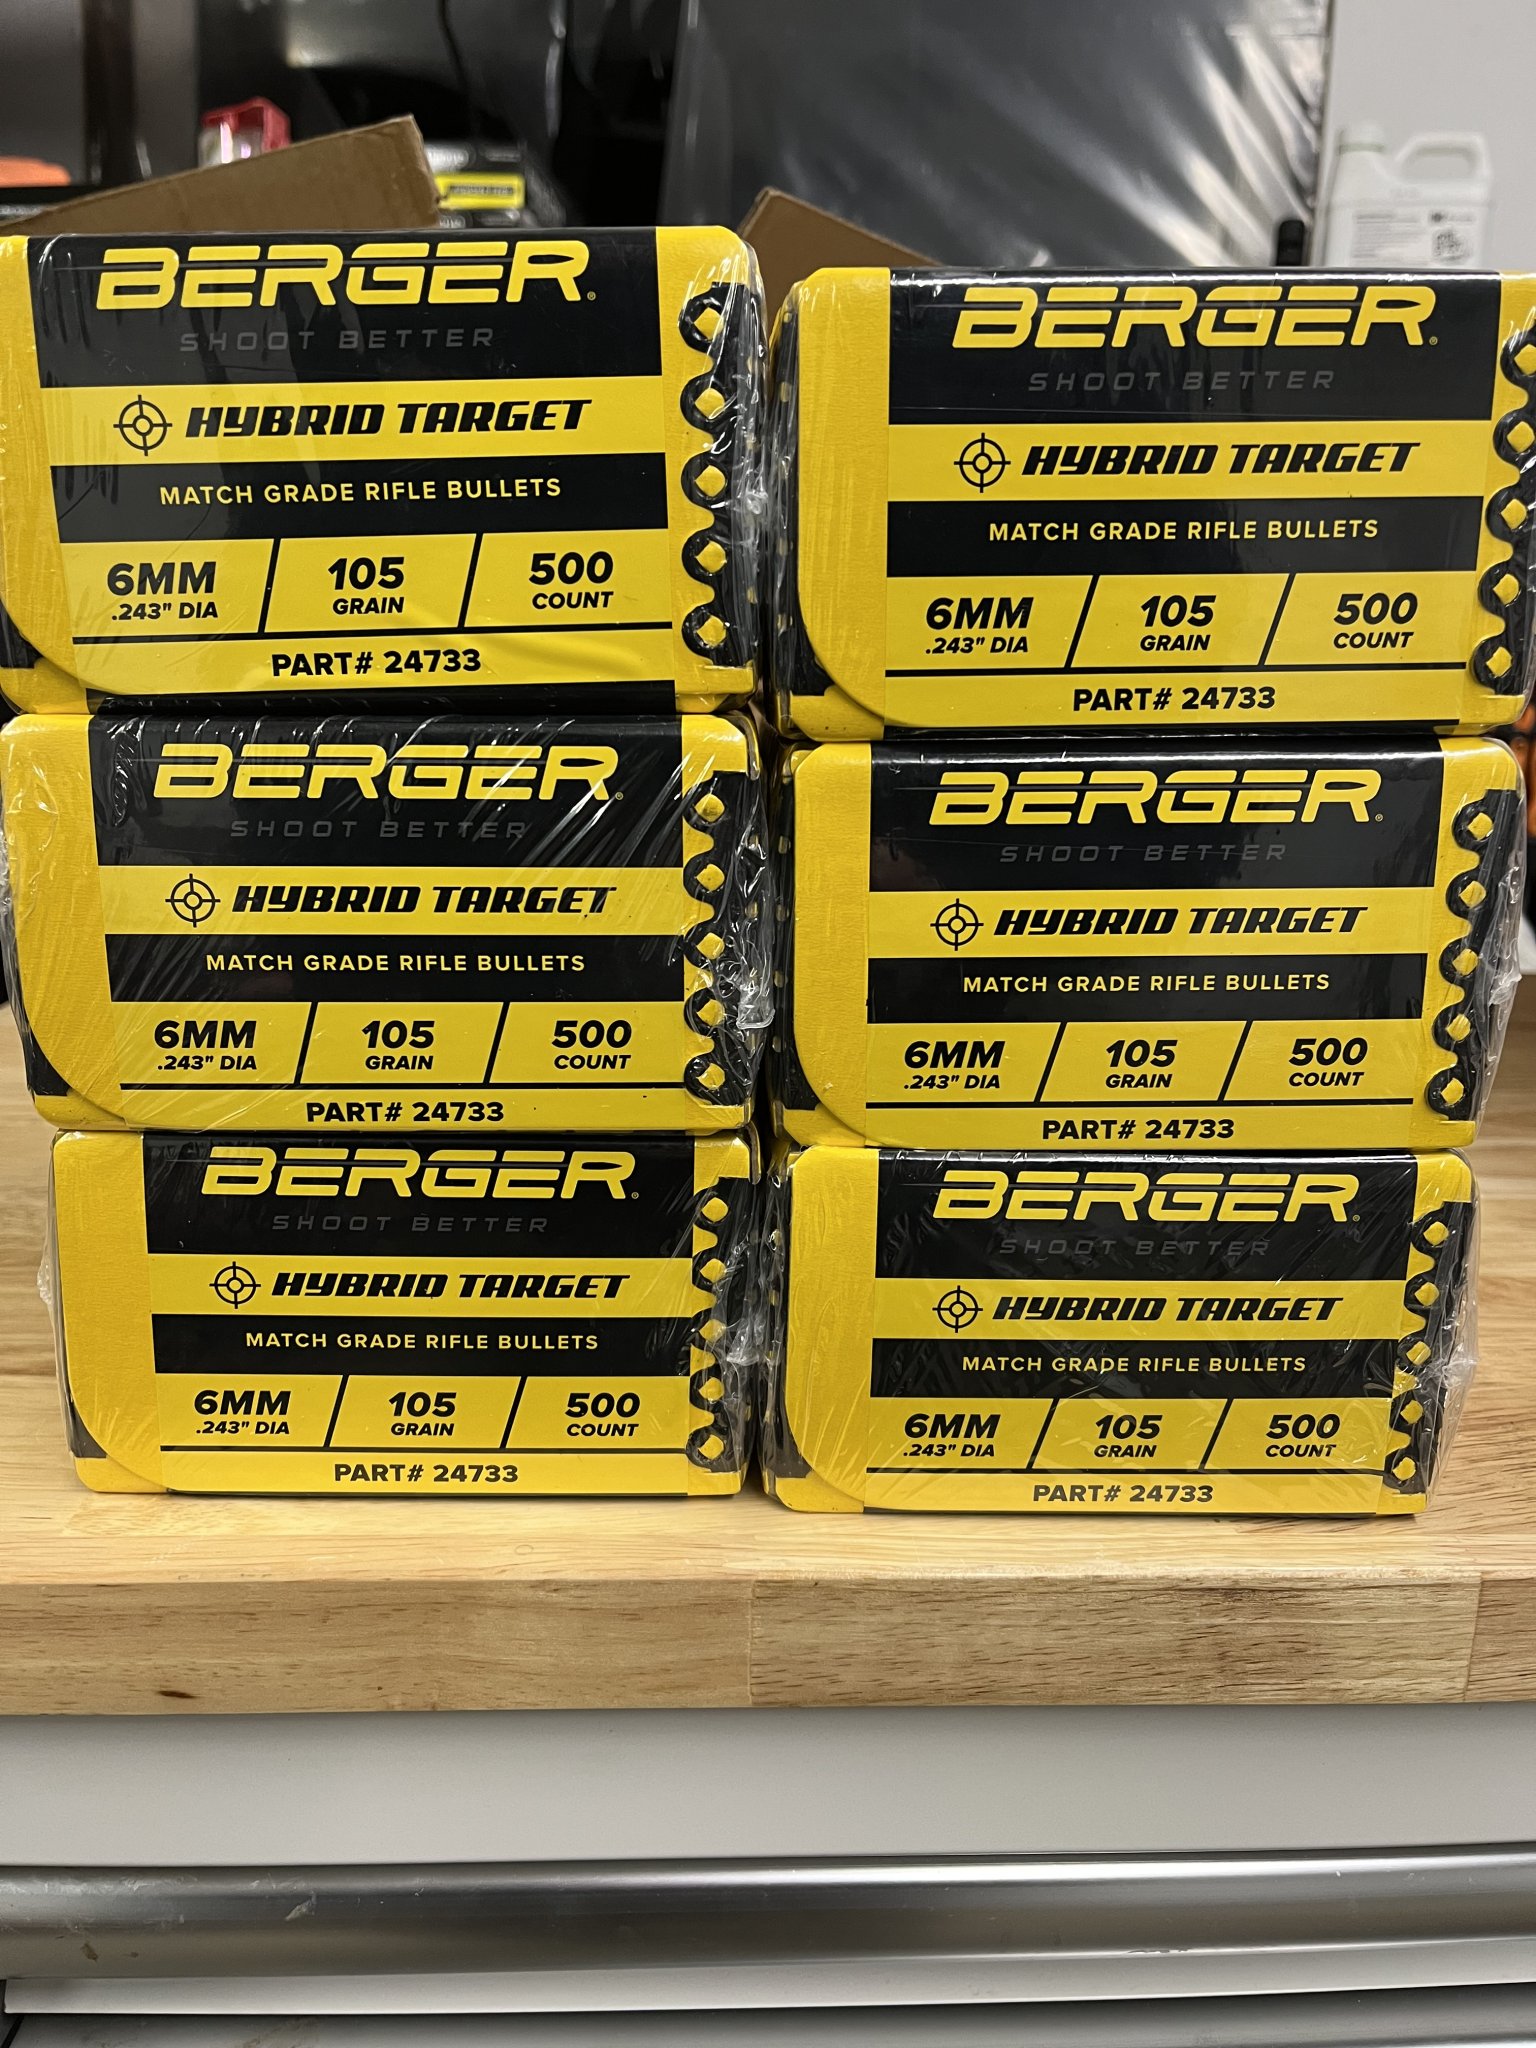 BERGER®
SHOOT BETTER
HYBRID TARGET
MATCH GRADE RIFLE BULLETS
6MM 105 500
.243" DIA GRAIN COUNT
PART# 24733
BERGER®
SHOOT BETTER
HYBRID TARGET
MATCH GRADE RIFLE BULLETS
6MM 105 500
.243" DIA GRAIN COUNT
PART# 24733
BERGER®
SHOOT BETTER
HYBRID TARGET
MATCH GRADE RIFLE BULLETS
6MM 105 500
.243" DIA GRAIN COUNT
PART# 24733
BERGER®
SHOOT BETTER
HYBRID TARGET
MATCH GRADE RIFLE BULLETS
6MM 105 500
.243" DIA GRAIN COUNT
PART# 24733
BERGER®
SHOOT BETTER
HYBRID TARGET
MATCH GRADE RIFLE BULLETS
6MM 105 500
.243" DIA GRAIN COUNT
PART# 24733
BERGER®
SHOOT BETTER
HYBRID TARGET
MATCH GRADE RIFLE BULLETS
6MM 105 500
.243" DIA GRAIN COUNT
PART# 24733